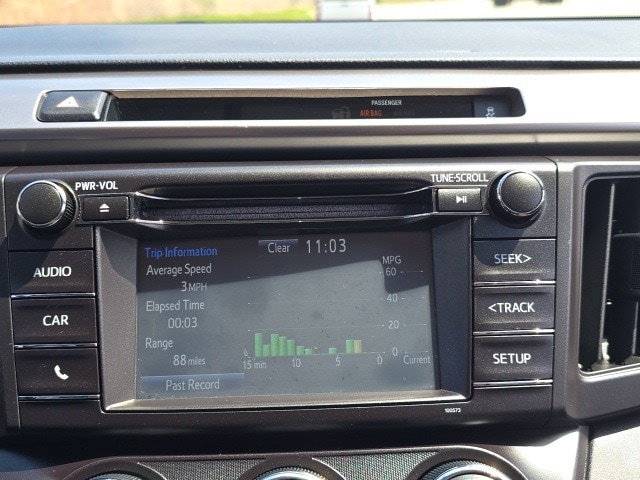 PASSENGER
AIR BAG
PWR•VOL
TUNE•SCROLL
AUDIO
CAR
SEEK>
<TRACK
SETUP
Trip Information
Clear
11:03
Average Speed
3 MPH
Elapsed Time
00:03
Range
88 miles
Past Record
MPG
60
40
20
0
15 min
10
5
0
Current
100573